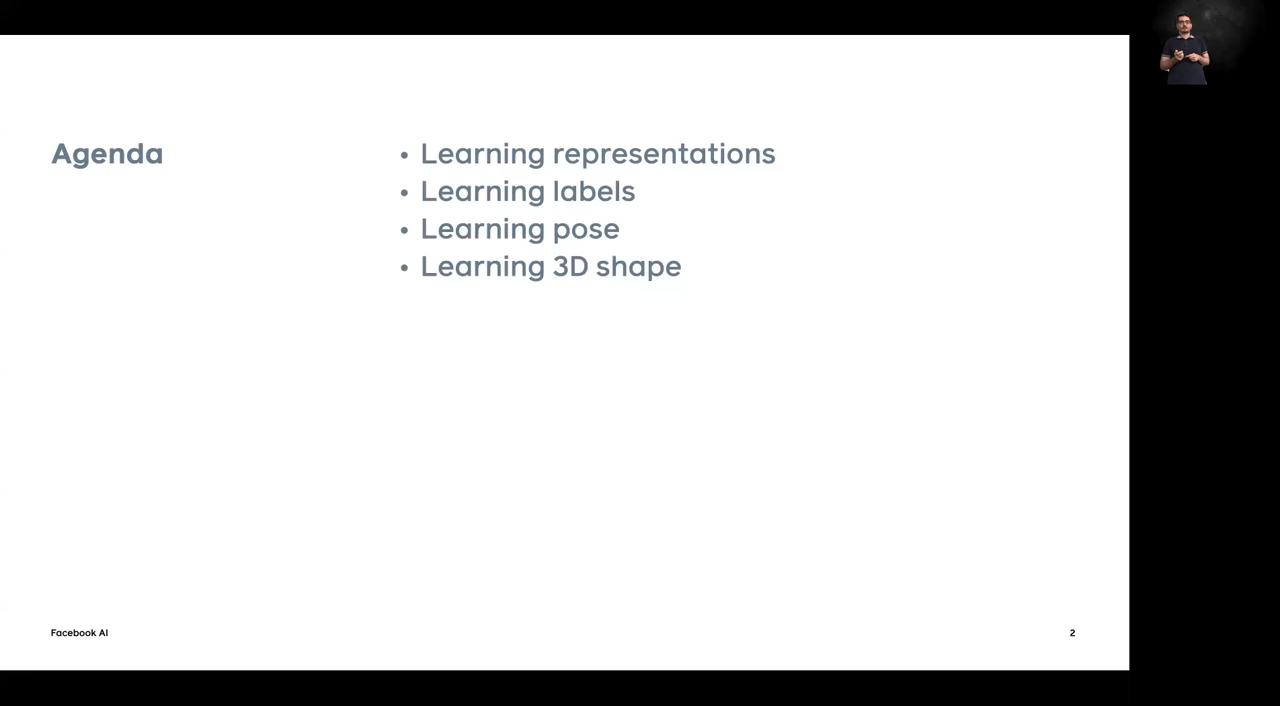 Agenda
• Learning representations
• Learning labels
• Learning pose
• Learning 3D shape
Facebook AI
2